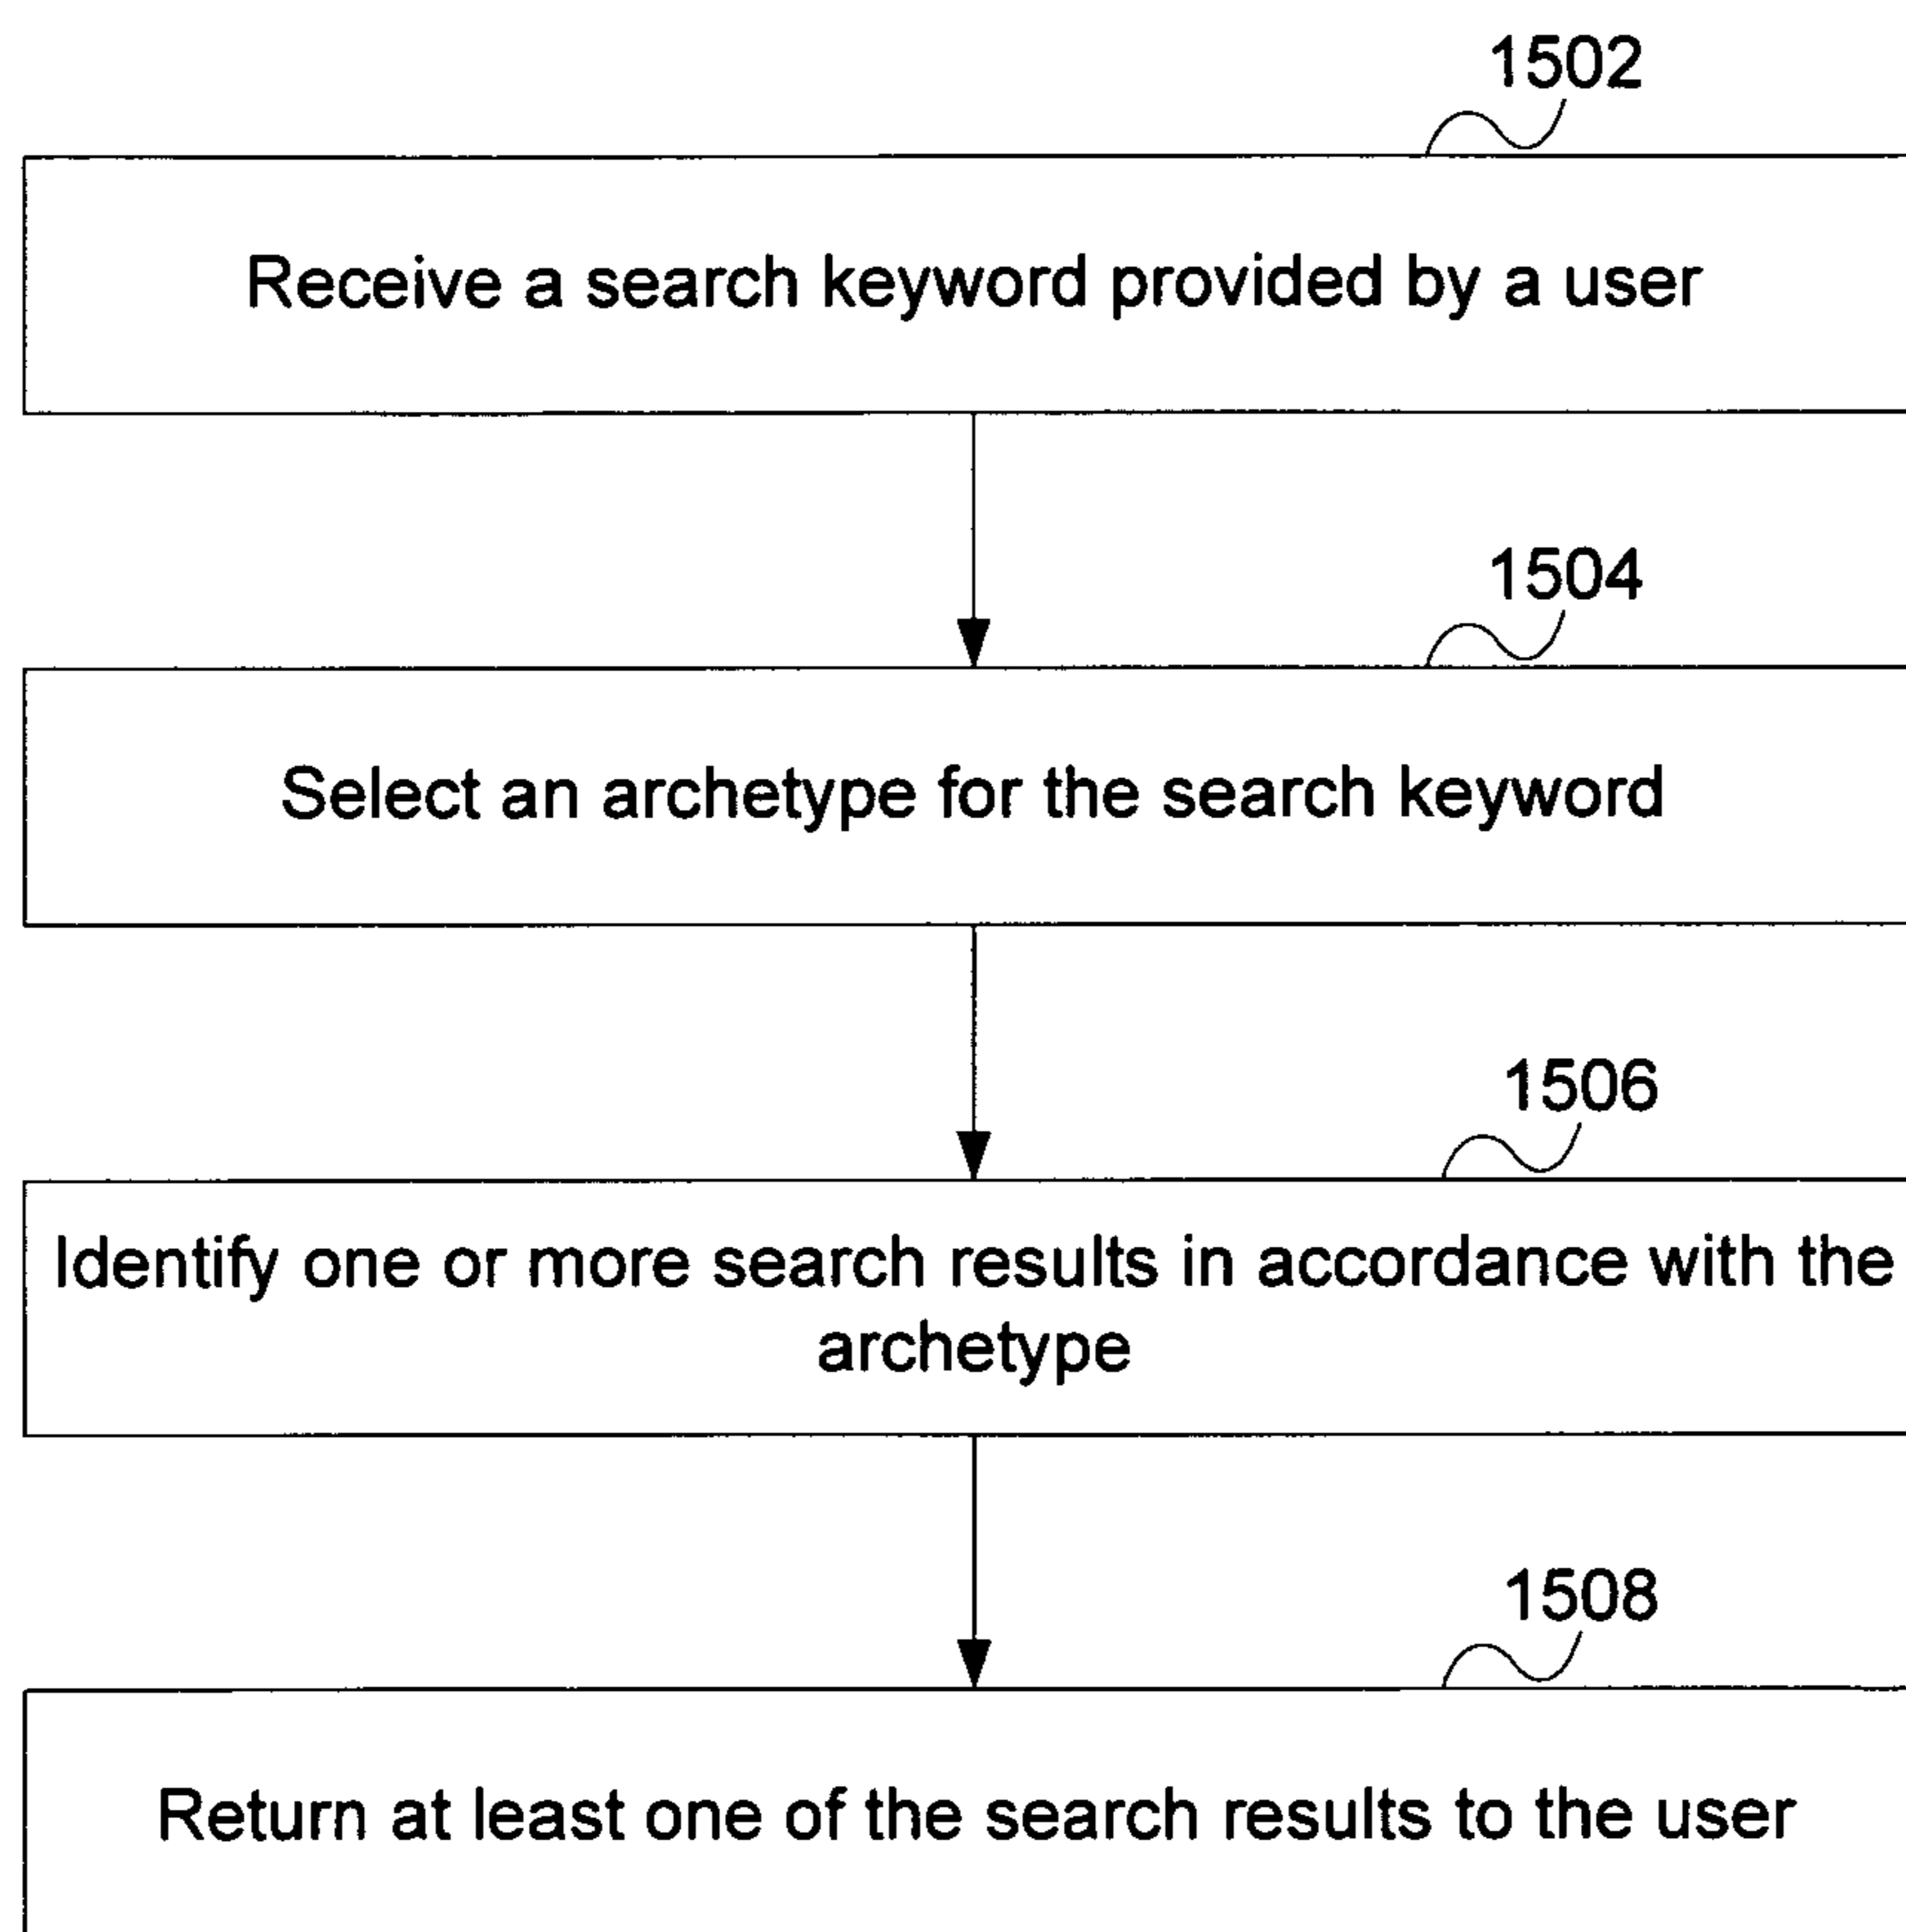 1502
Receive a search keyword provided by a user
1504
Select an archetype for the search keyword
1506
Identify one or more search results in accordance with the
archetype
1508
Return at least one of the search results to the user